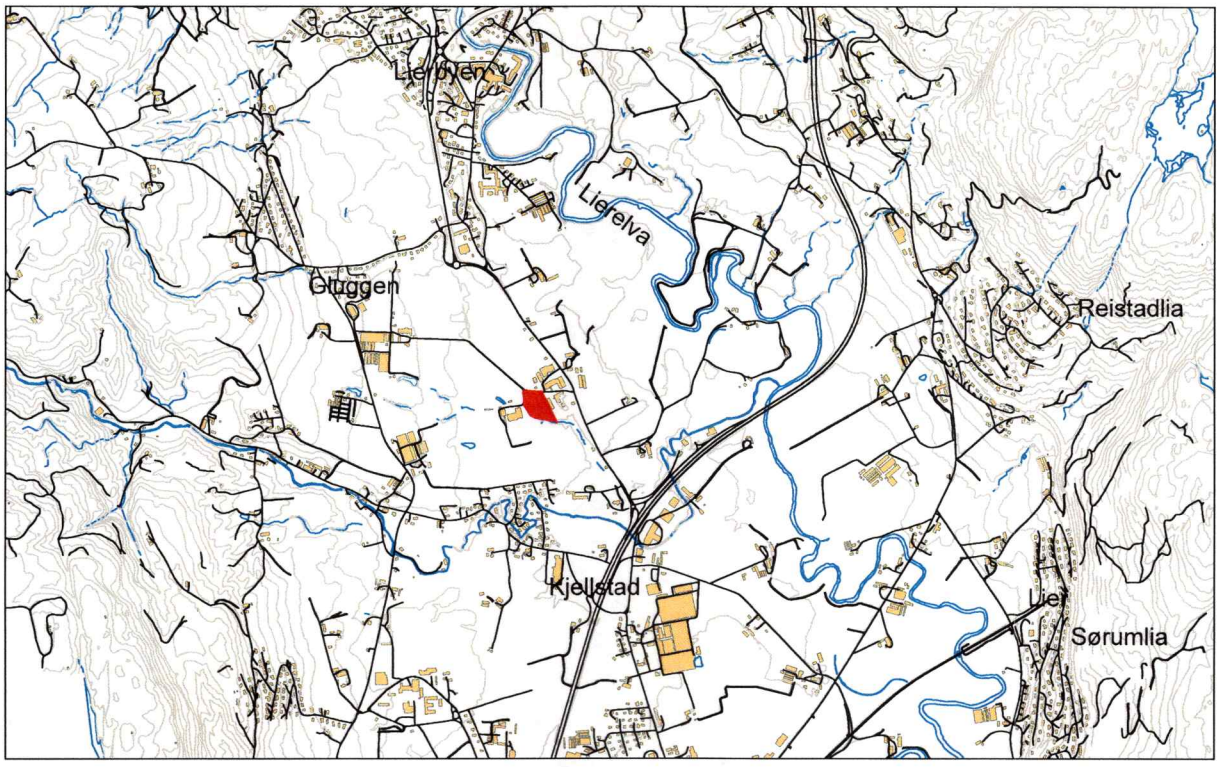 Lierbyen
Lierelva
Gluggen
Reistadlia
Kjellstad
Lier
Sørumlia